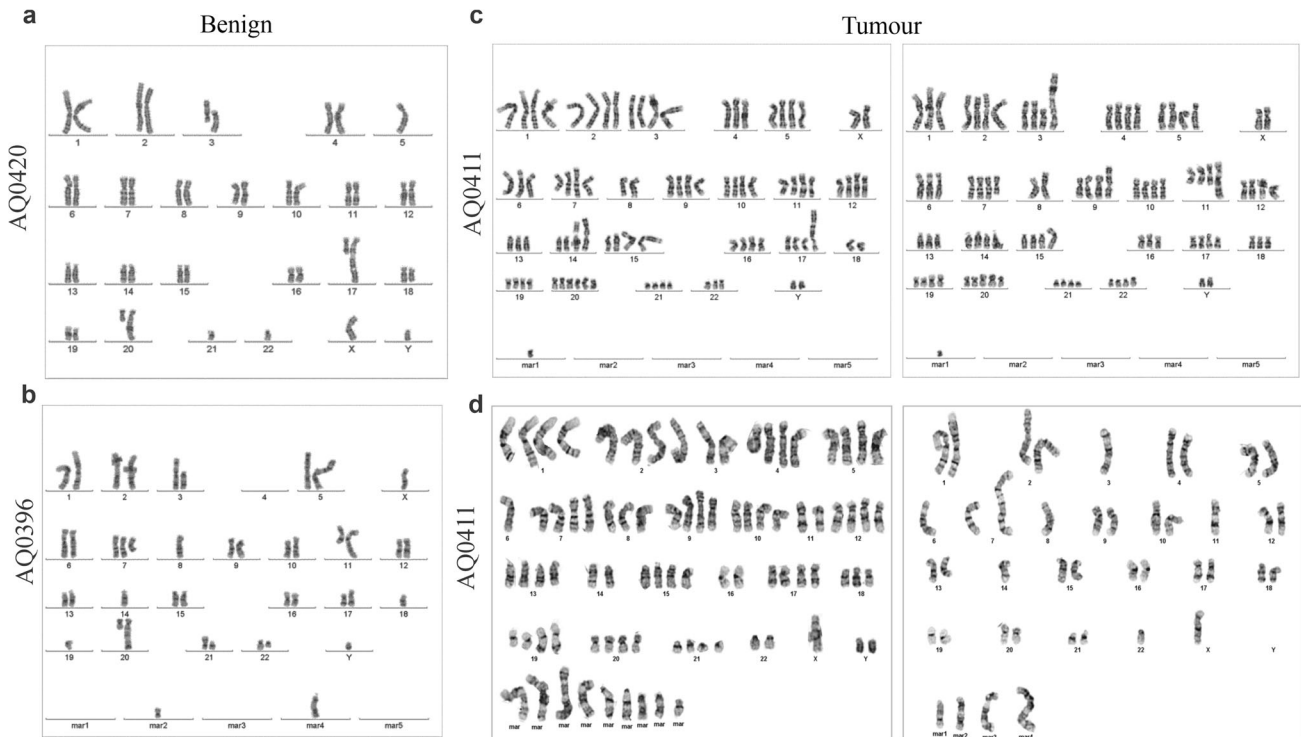 a
Benign
AQ0420
1 2 3 4 5
6 7 8 9 10 11 12
13 14 15 16 17 18
19 20 21 22 X Y
b
AQ0396
1 2 3 4 5 X
6 7 8 9 10 11 12
13 14 15 16 17 18
19 20 21 22 Y
mar1 mar2 mar3 mar4 mar5
c
Tumour
AQ0411
1 2 3 4 5 X
6 7 8 9 10 11 12
13 14 15 16 17 18
19 20 21 22 Y
mar1 mar2 mar3 mar4 mar5
1 2 3 4 5 X
6 7 8 9 10 11 12
13 14 15 16 17 18
19 20 21 22 Y
mar1 mar2 mar3 mar4 mar5
d
AQ0411
1 2 3 4 5
6 7 8 9 10 11 12
13 14 15 16 17 18
19 20 21 22 X Y
mar mar mar mar mar mar mar mar mar
1 2 3 4 5
6 7 8 9 10 11 12
13 14 15 16 17 18
19 20 21 22 X Y
mar1 mar2 mar3 mar4